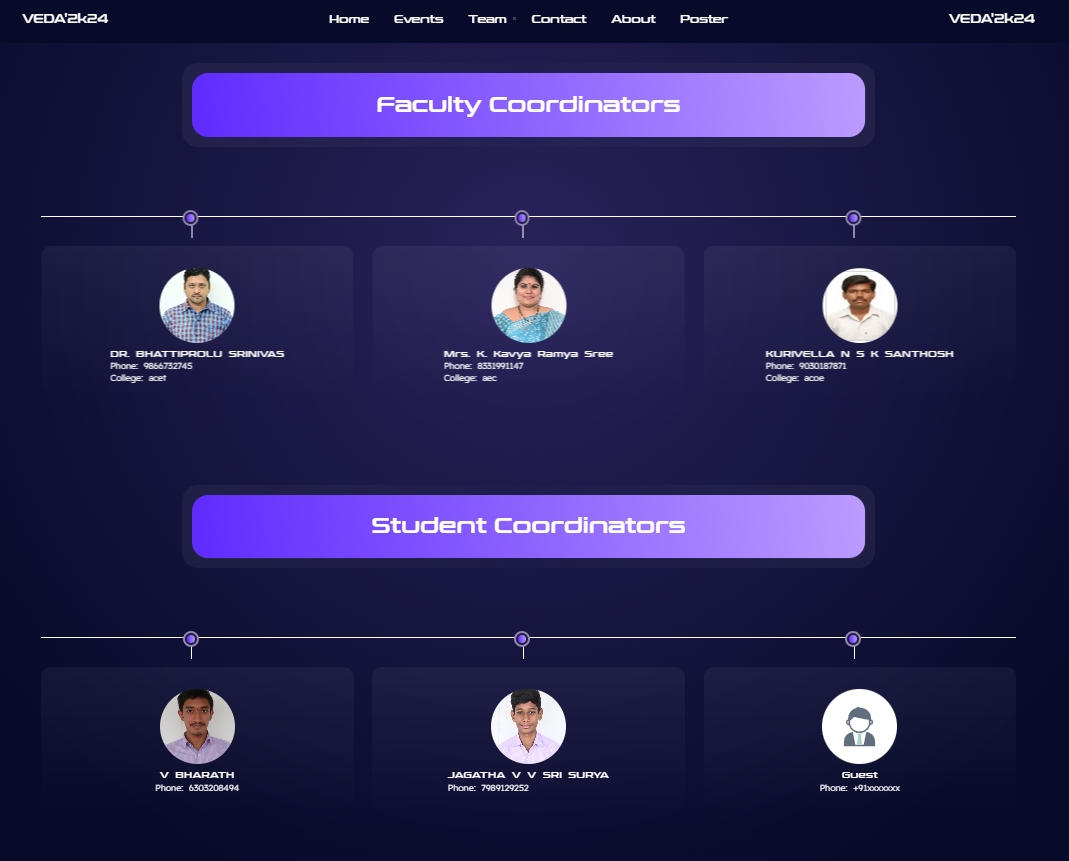 VEDA'2k24 Home Events Team Contact About Poster VEDA'2k24
Faculty Coordinators
DR. BHATTIPROLU SRINIVAS
Phone: 9866732745
College: acet
Mrs. K. Kavya Ramya Sree
Phone: 8331991147
College: aec
KURIVELLA N S K SANTHOSH
Phone: 9030187871
College: acoe
Student Coordinators
V BHARATH
Phone: 6303208494
JAGATHA V V SRI SURYA
Phone: 7989129252
Guest
Phone: +91xxxxxxx